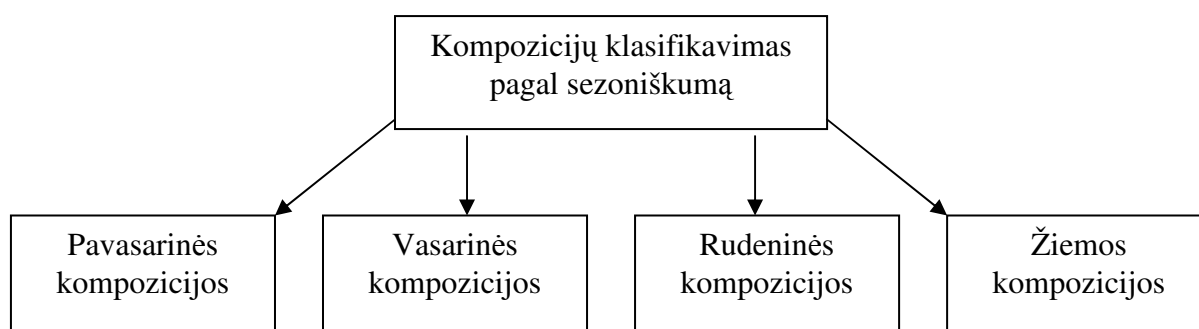 Kompozicijų klasifikavimas
pagal sezoniškumą
Pavasarinės
kompozicijos
Vasarinės
kompozicijos
Rudeninės
kompozicijos
Žiemos
kompozicijos